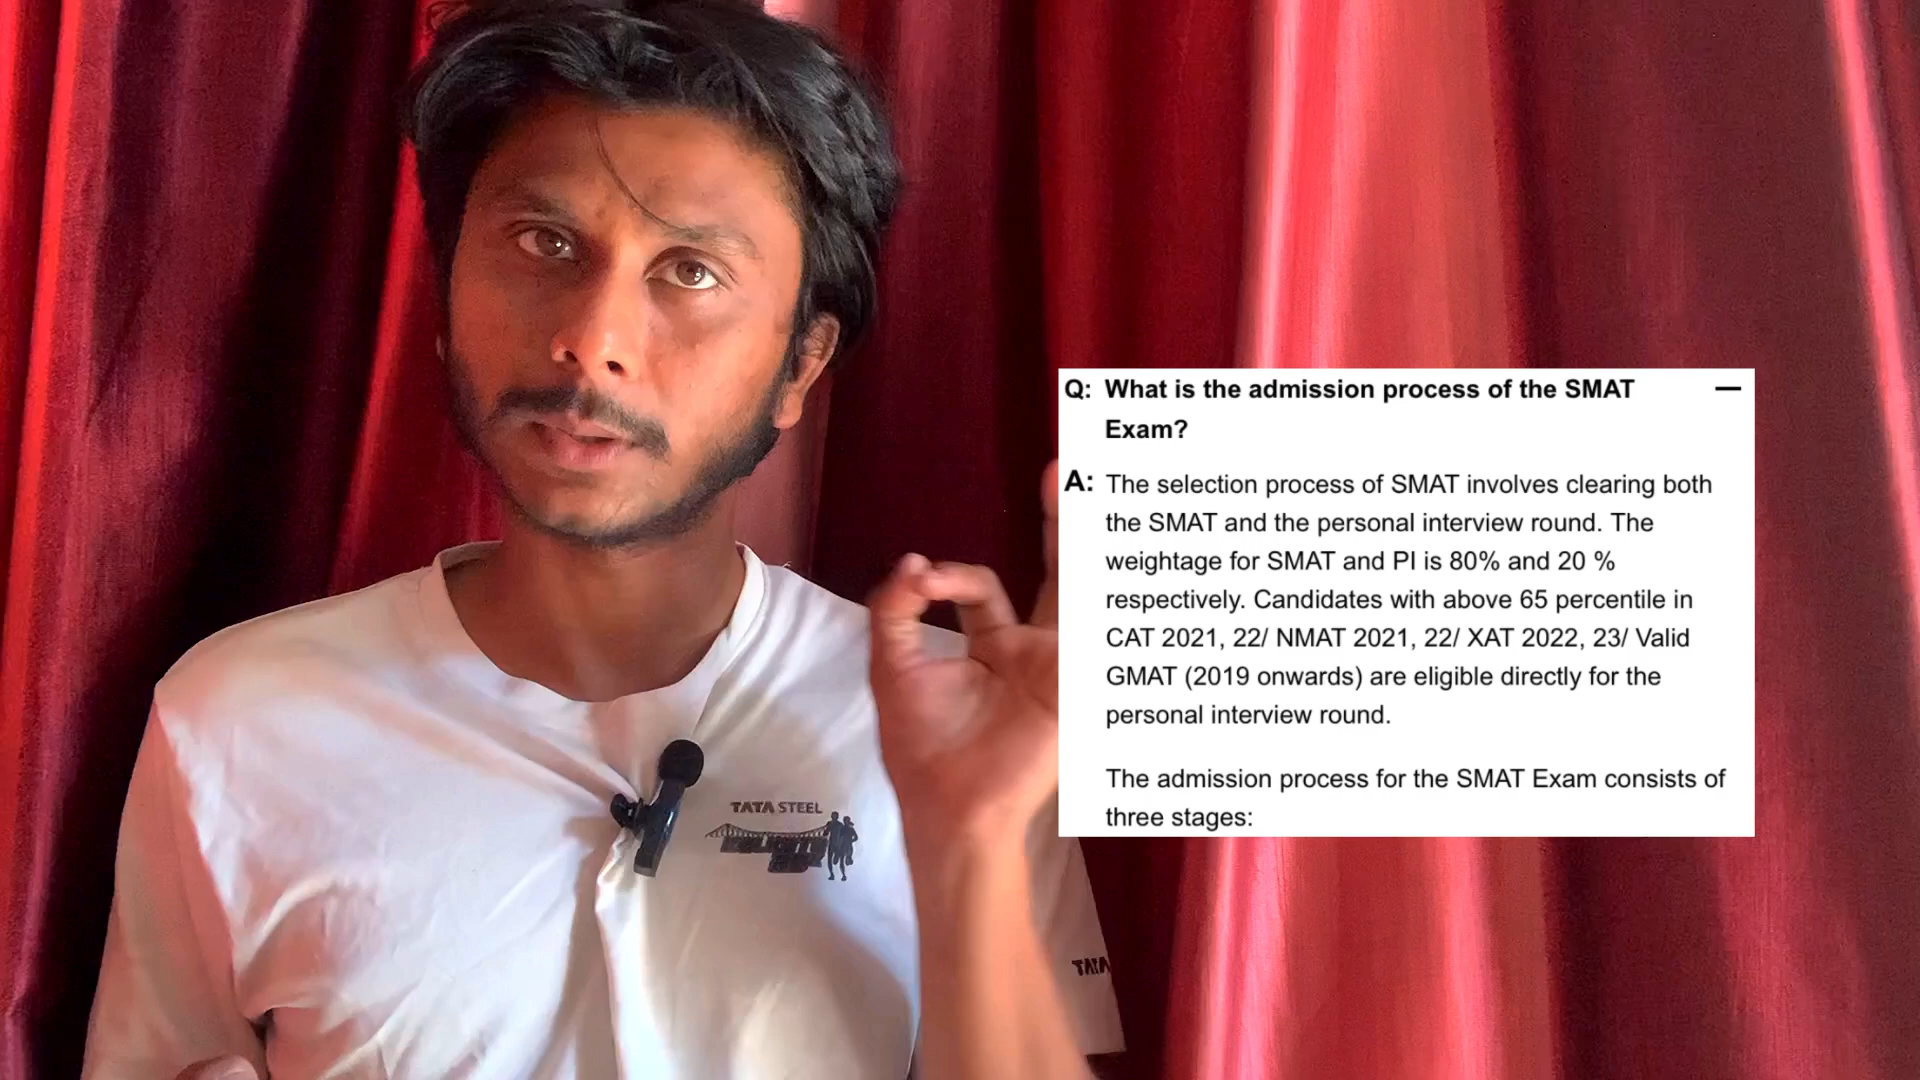 Q: What is the admission process of the SMAT
Exam?
A: The selection process of SMAT involves clearing both
the SMAT and the personal interview round. The
weightage for SMAT and PI is 80% and 20 %
respectively. Candidates with above 65 percentile in
CAT 2021, 22/ NMAT 2021, 22/ XAT 2022, 23/ Valid
GMAT (2019 onwards) are eligible directly for the
personal interview round.
The admission process for the SMAT Exam consists of
three stages:
TATA STEEL
TATA